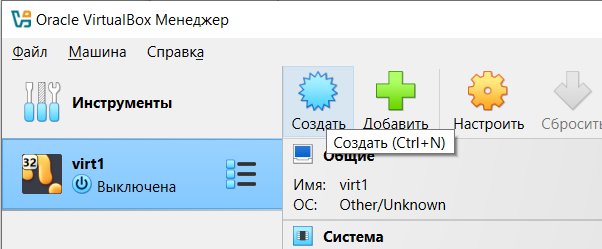 Oracle VirtualBox Менеджер
Файл Машина Справка
Инструменты
Создать Добавить Настроить Сбросить
Создать (Ctrl+N)
32
virt1
Выключена
Общие
Имя: virt1
ОС: Other/Unknown
Система